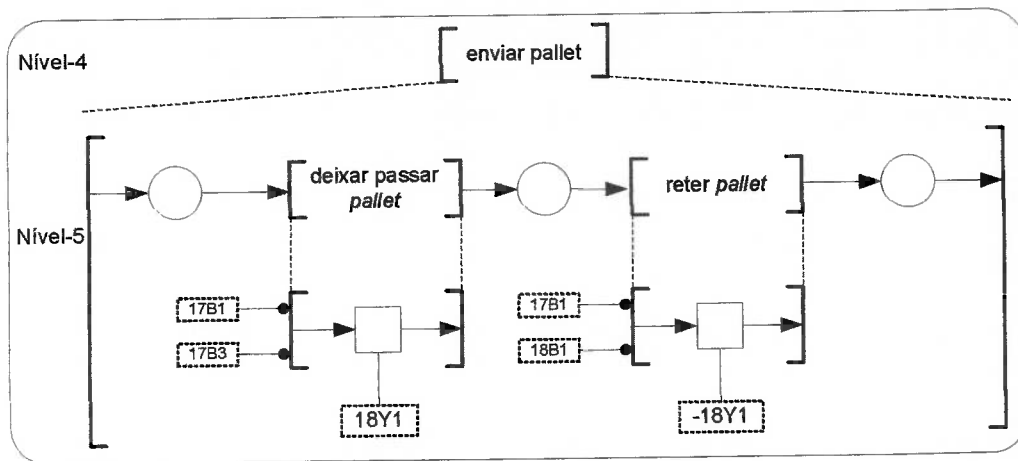 Nível-4
enviar pallet
deixar passar
pallet
reter pallet
Nível-5
17B1
17B3
18Y1
17B1
18B1
-18Y1